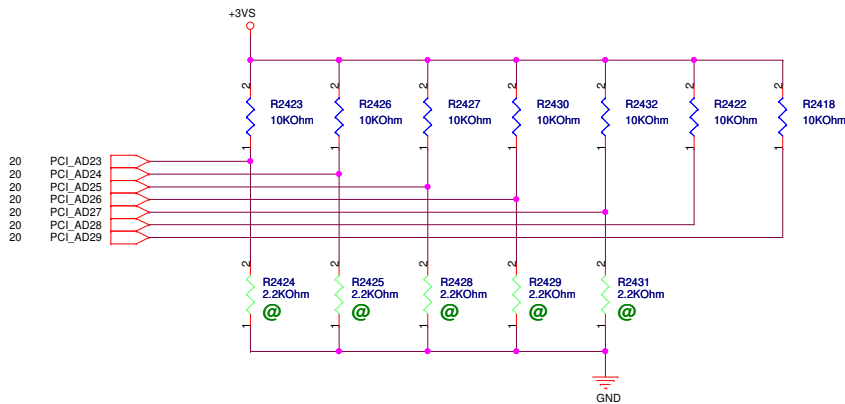 +3VS
2 2 2 2 2 2 2
R2423 R2426 R2427 R2430 R2432 R2422 R2418
10KOhm 10KOhm 10KOhm 10KOhm 10KOhm 10KOhm 10KOhm
1 1 1 1 1 1 1
20 PCI_AD23
20 PCI_AD24
20 PCI_AD25
20 PCI_AD26
20 PCI_AD27
20 PCI_AD28
20 PCI_AD29
2 2 2 2 2
R2424 R2425 R2428 R2429 R2431
2.2KOhm 2.2KOhm 2.2KOhm 2.2KOhm 2.2KOhm
@ @ @ @ @
1 1 1 1 1
GND